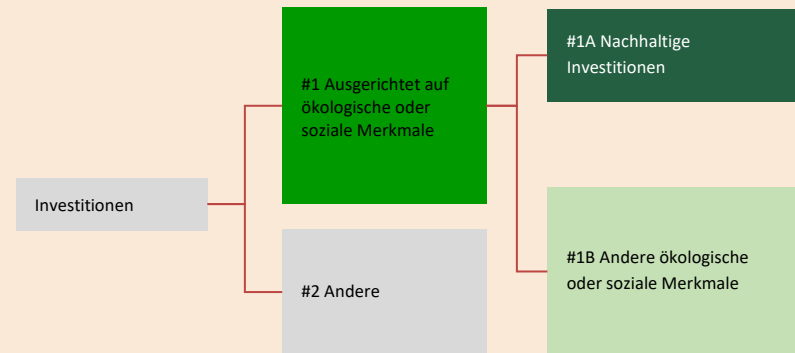 Investitionen
#1 Ausgerichtet auf
ökologische oder
soziale Merkmale
#2 Andere
#1A Nachhaltige
Investitionen
#1B Andere ökologische
oder soziale Merkmale